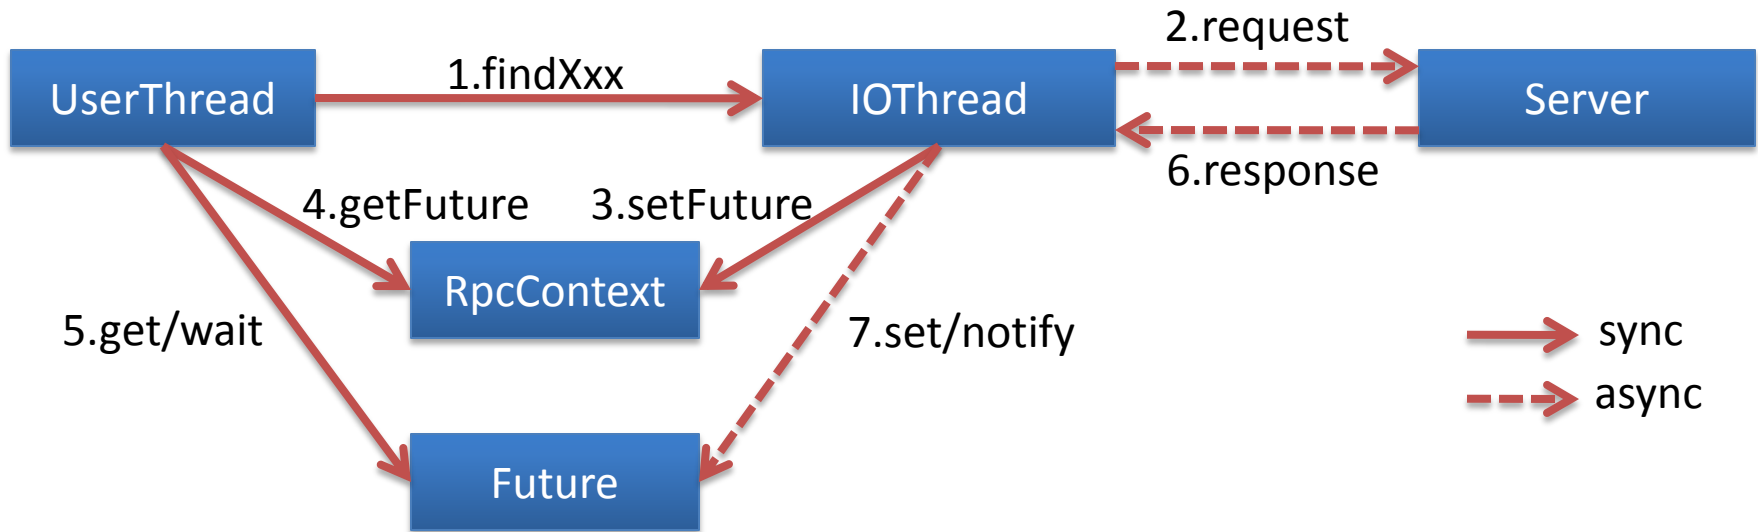 2.request
1.findXxx
UserThread
IOThread
Server
6.response
4.getFuture
3.setFuture
RpcContext
5.get/wait
7.set/notify
sync
async
Future